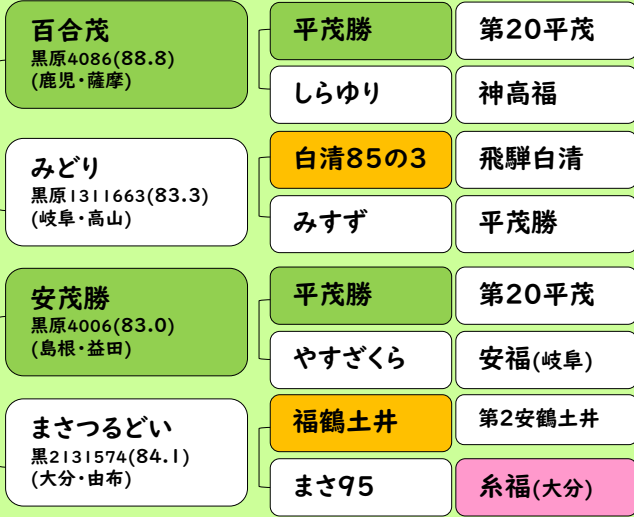 百合茂
黒原4086(88.8)
(鹿児・薩摩)
平茂勝
第20平茂
しらゆり
神高福
みどり
黒原1311663(83.3)
(岐阜・高山)
白清85の3
飛騨白清
みすず
平茂勝
安茂勝
黒原4006(83.0)
(島根・益田)
平茂勝
第20平茂
やすざくら
安福(岐阜)
まさつるどい
黒2131574(84.1)
(大分・由布)
福鶴土井
第2安鶴土井
まさ95
糸福(大分)